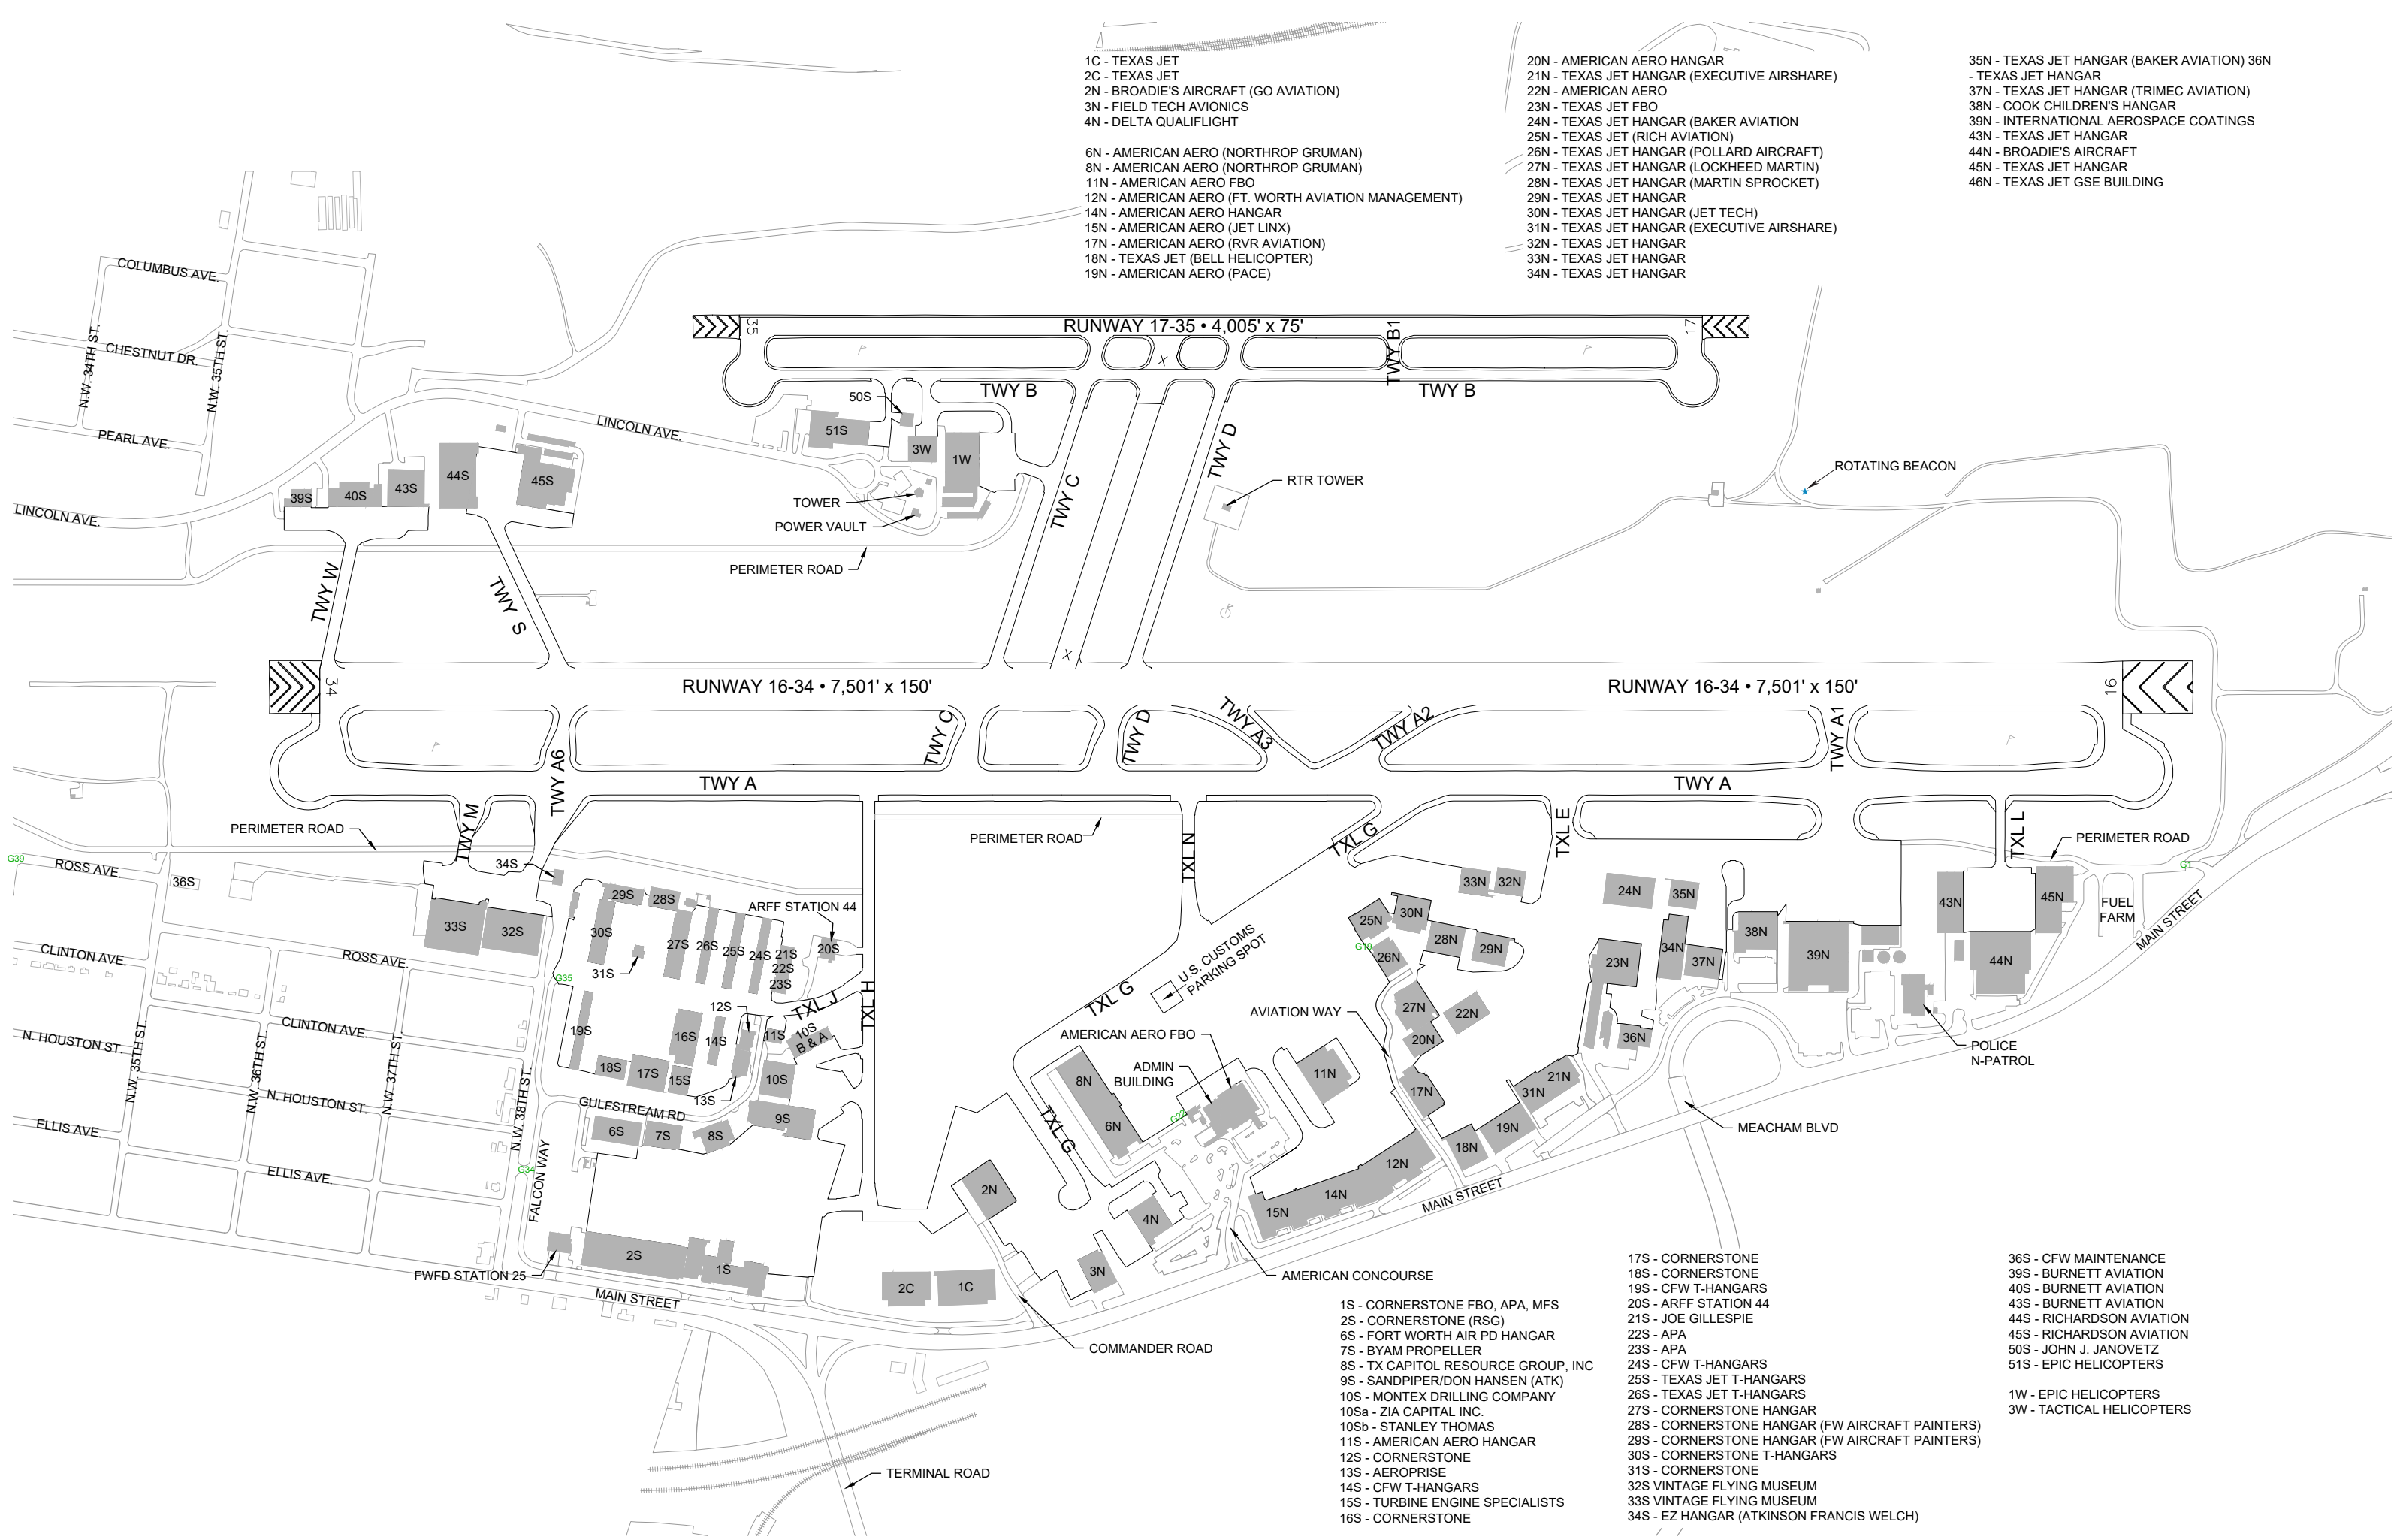 1C - TEXAS JET
2C - TEXAS JET
2N - BROADIE'S AIRCRAFT (GO AVIATION)
3N - FIELD TECH AVIONICS
4N - DELTA QUALIFLIGHT
6N - AMERICAN AERO (NORTHROP GRUMAN)
8N - AMERICAN AERO (NORTHROP GRUMAN)
11N - AMERICAN AERO FBO
12N - AMERICAN AERO (FT. WORTH AVIATION MANAGEMENT)
14N - AMERICAN AERO HANGAR
15N - AMERICAN AERO (JET LINX)
17N - AMERICAN AERO (RVR AVIATION)
18N - TEXAS JET (BELL HELICOPTER)
19N - AMERICAN AERO (PACE)
20N - AMERICAN AERO HANGAR
21N - TEXAS JET HANGAR (EXECUTIVE AIRSHARE)
22N - AMERICAN AERO
23N - TEXAS JET FBO
24N - TEXAS JET HANGAR (BAKER AVIATION
25N - TEXAS JET (RICH AVIATION)
26N - TEXAS JET HANGAR (POLLARD AIRCRAFT)
27N - TEXAS JET HANGAR (LOCKHEED MARTIN)
28N - TEXAS JET HANGAR (MARTIN SPROCKET)
29N - TEXAS JET HANGAR
30N - TEXAS JET HANGAR (JET TECH)
31N - TEXAS JET HANGAR (EXECUTIVE AIRSHARE)
32N - TEXAS JET HANGAR
33N - TEXAS JET HANGAR
34N - TEXAS JET HANGAR
35N - TEXAS JET HANGAR (BAKER AVIATION) 36N
- TEXAS JET HANGAR
37N - TEXAS JET HANGAR (TRIMEC AVIATION)
38N - COOK CHILDREN'S HANGAR
39N - INTERNATIONAL AEROSPACE COATINGS
43N - TEXAS JET HANGAR
44N - BROADIE'S AIRCRAFT
45N - TEXAS JET HANGAR
46N - TEXAS JET GSE BUILDING
COLUMBUS AVE.
CHESTNUT DR.
N.W. 34TH ST.
N.W. 35TH ST.
PEARL AVE.
LINCOLN AVE.
LINCOLN AVE.
35
RUNWAY 17-35 • 4,005' x 75'
17
X
TWY B1
TWY B
TWY B
50S
51S
3W
1W
TOWER
POWER VAULT
PERIMETER ROAD
TWY C
TWY D
RTR TOWER
ROTATING BEACON
39S
40S
43S
44S
45S
TWY W
TWY S
X
34
RUNWAY 16-34 • 7,501' x 150'
RUNWAY 16-34 • 7,501' x 150'
16
TWY C
TWY D
TWY A3
TWY A2
TWY A1
TWY A6
TWY A
TWY A
TWY M
PERIMETER ROAD
PERIMETER ROAD
TXL N
TXL G
TXL E
TXL L
PERIMETER ROAD
G39
ROSS AVE.
36S
34S
G1
33S
32S
29S
28S
30S
27S
26S
25S
24S
21S
22S
23S
ARFF STATION 44
20S
31S
G35
CLINTON AVE.
ROSS AVE.
CLINTON AVE.
N. HOUSTON ST.
N. HOUSTON ST.
ELLIS AVE.
ELLIS AVE.
N.W. 35TH ST.
N.W. 36TH ST.
N.W. 37TH ST.
N.W. 38TH ST.
FALCON WAY
G34
19S
18S
17S
16S
15S
14S
12S
13S
11S
10S
B & A
10S
9S
GULFSTREAM RD
6S
7S
8S
TXL J
TXL H
FWFD STATION 25
2S
1S
MAIN STREET
2C
1C
2N
TXL G
TXL G
U.S. CUSTOMS
PARKING SPOT
AMERICAN AERO FBO
ADMIN
BUILDING
8N
6N
G22
4N
3N
11N
AVIATION WAY
33N
32N
25N
30N
G19
26N
28N
29N
27N
22N
20N
17N
21N
31N
19N
18N
12N
14N
15N
MAIN STREET
24N
35N
34N
37N
23N
36N
38N
39N
43N
45N
44N
FUEL
FARM
MAIN STREET
POLICE
N-PATROL
MEACHAM BLVD
AMERICAN CONCOURSE
COMMANDER ROAD
TERMINAL ROAD
1S - CORNERSTONE FBO, APA, MFS
2S - CORNERSTONE (RSG)
6S - FORT WORTH AIR PD HANGAR
7S - BYAM PROPELLER
8S - TX CAPITOL RESOURCE GROUP, INC
9S - SANDPIPER/DON HANSEN (ATK)
10S - MONTEX DRILLING COMPANY
10Sa - ZIA CAPITAL INC.
10Sb - STANLEY THOMAS
11S - AMERICAN AERO HANGAR
12S - CORNERSTONE
13S - AEROPRISE
14S - CFW T-HANGARS
15S - TURBINE ENGINE SPECIALISTS
16S - CORNERSTONE
17S - CORNERSTONE
18S - CORNERSTONE
19S - CFW T-HANGARS
20S - ARFF STATION 44
21S - JOE GILLESPIE
22S - APA
23S - APA
24S - CFW T-HANGARS
25S - TEXAS JET T-HANGARS
26S - TEXAS JET T-HANGARS
27S - CORNERSTONE HANGAR
28S - CORNERSTONE HANGAR (FW AIRCRAFT PAINTERS)
29S - CORNERSTONE HANGAR (FW AIRCRAFT PAINTERS)
30S - CORNERSTONE T-HANGARS
31S - CORNERSTONE
32S VINTAGE FLYING MUSEUM
33S VINTAGE FLYING MUSEUM
34S - EZ HANGAR (ATKINSON FRANCIS WELCH)
36S - CFW MAINTENANCE
39S - BURNETT AVIATION
40S - BURNETT AVIATION
43S - BURNETT AVIATION
44S - RICHARDSON AVIATION
45S - RICHARDSON AVIATION
50S - JOHN J. JANOVETZ
51S - EPIC HELICOPTERS
1W - EPIC HELICOPTERS
3W - TACTICAL HELICOPTERS